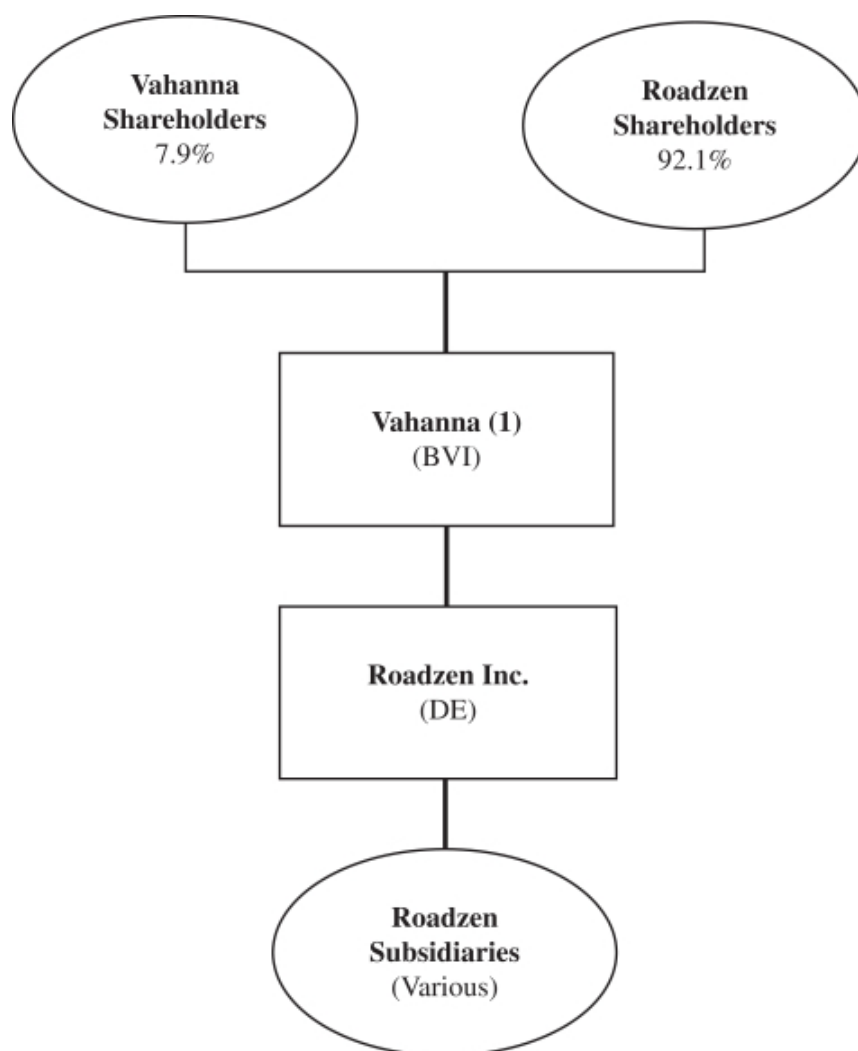 Vahanna
Shareholders
7.9%
Roadzen
Shareholders
92.1%
Vahanna (1)
(BVI)
Roadzen Inc.
(DE)
Roadzen
Subsidiaries
(Various)